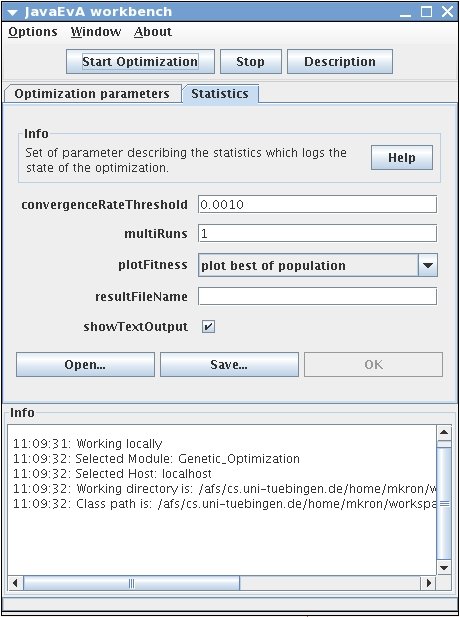 JavaEvA workbench
Options Window About
Start Optimization Stop Description
Optimization parameters Statistics
Info
Set of parameter describing the statistics which logs the
state of the optimization.
Help
convergenceRateThreshold 0.0010
multiRuns 1
plotFitness plot best of population
resultFileName
showTextOutput
Open... Save... OK
Info
11:09:31: Working locally
11:09:32: Selected Module: Genetic_Optimization
11:09:32: Selected Host: localhost
11:09:32: Working directory is: /afs/cs.uni-tuebingen.de/home/mkron/w
11:09:32: Class path is: /afs/cs.uni-tuebingen.de/home/mkron/workspa